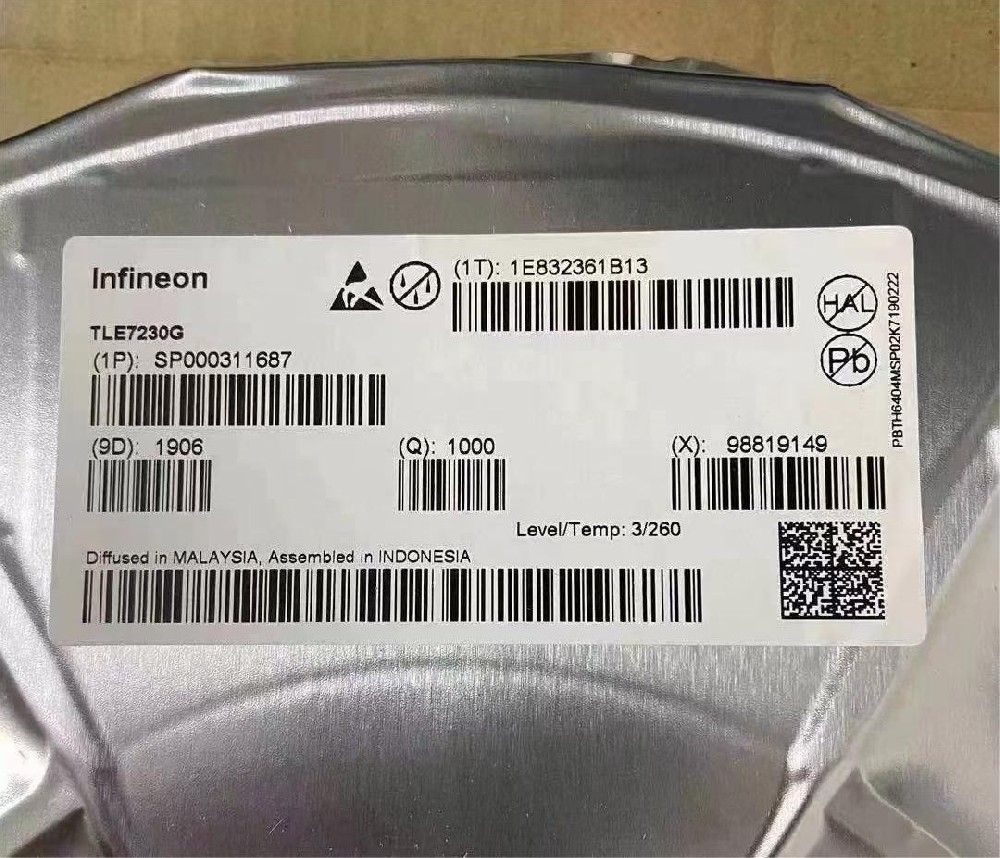 Infineon
(1T): 1E832361B13
TLE7230G
(1P): SP000311687
HAL
Pb
PBTH6404MSP02K7190222
(9D): 1906
(Q): 1000
(X): 98819149
Level/Temp: 3/260
Diffused in MALAYSIA, Assembled in INDONESIA